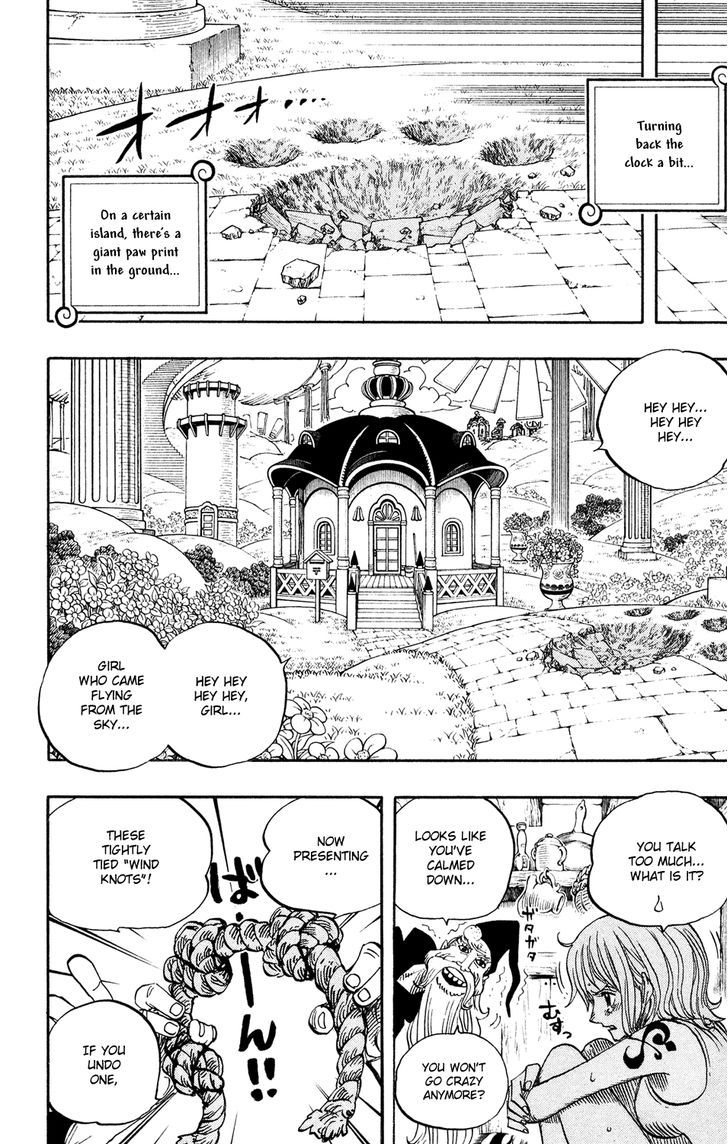 Turning
back the
clock a bit...
オオオ....
On a certain
island, there's a
giant paw print
in the ground...
HEY HEY...
HEY HEY
HEY...
HEY HEY
HEY HEY,
GIRL...
GIRL
WHO CAME
FLYING
FROM THE
SKY...
YOU TALK
TOO MUCH...
WHAT IS IT?
LOOKS LIKE
YOU'VE
CALMED
DOWN...
ガタガタ
むすっ
YOU WON'T
GO CRAZY
ANYMORE?
NOW
PRESENTING
...
THESE
TIGHTLY
TIED "WIND
KNOTS"!
ばーーん!!
IF YOU
UNDO
ONE,